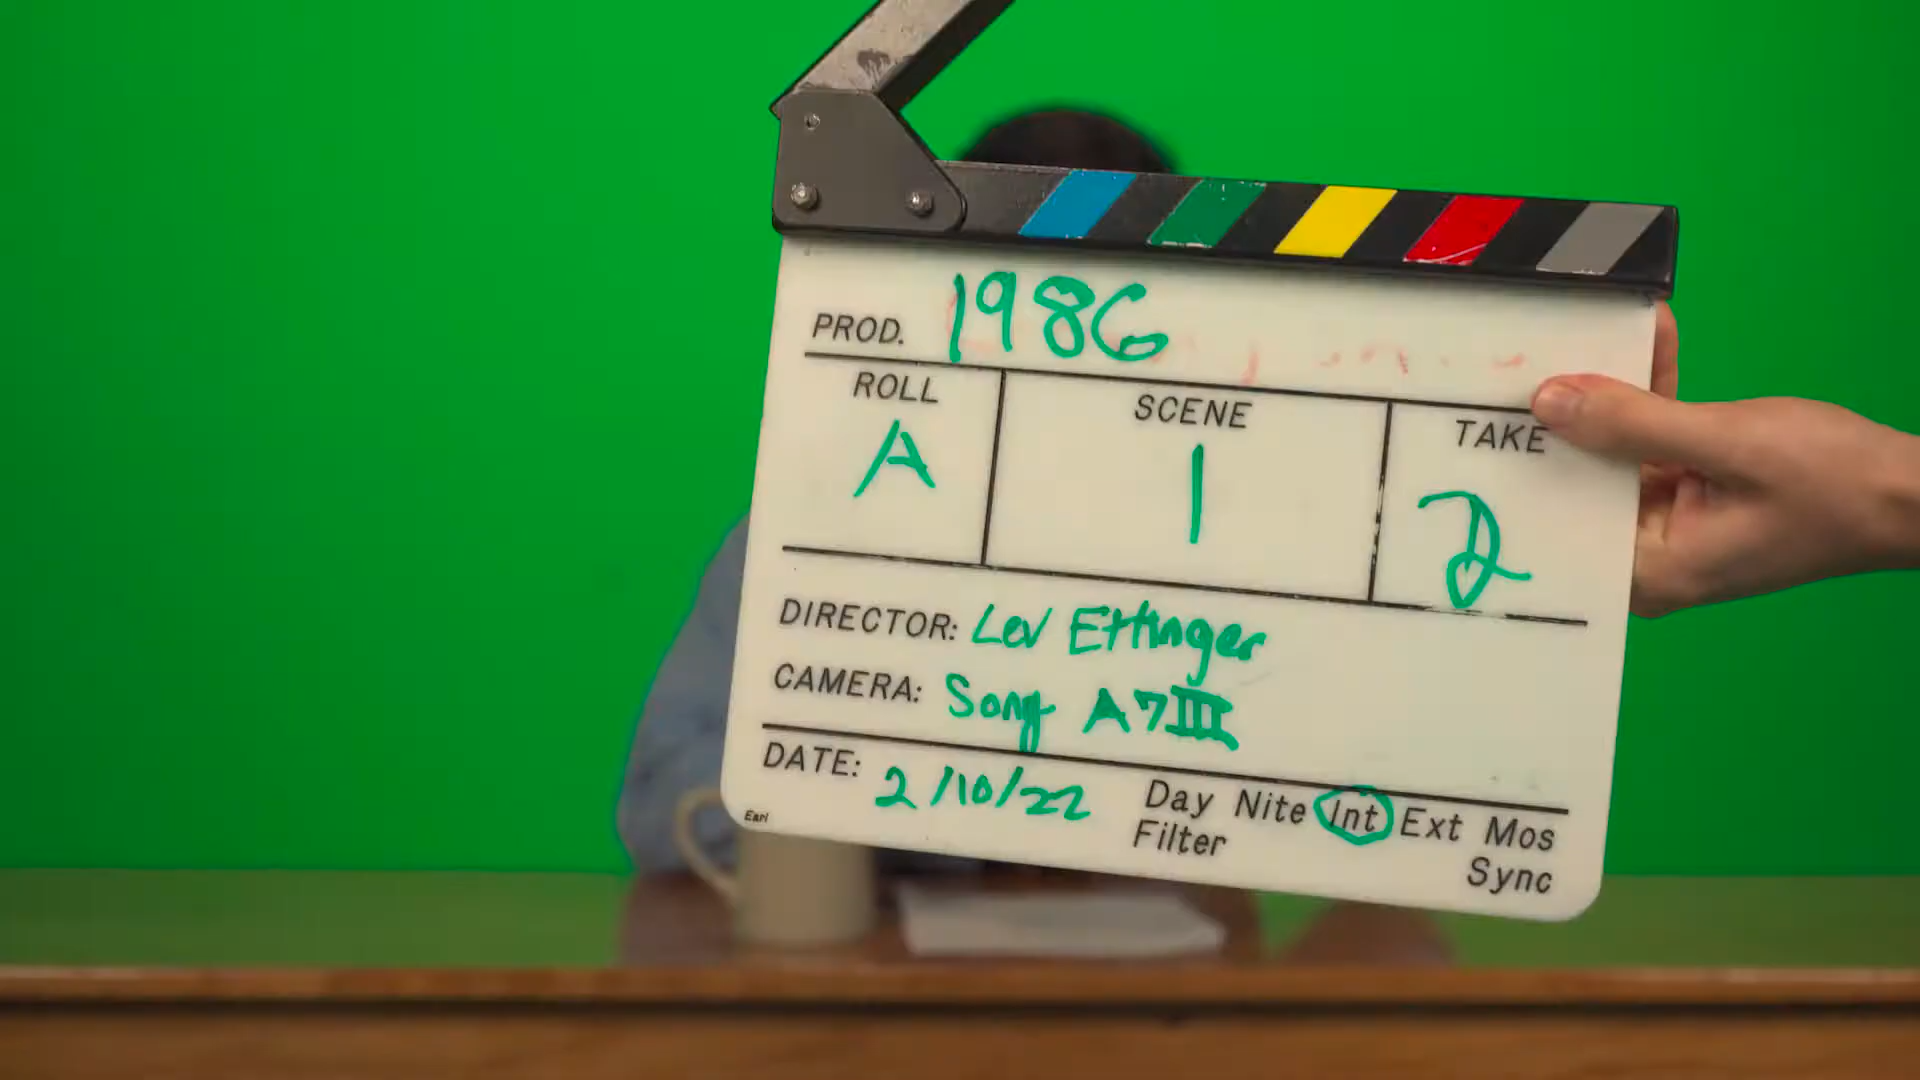 PROD. 1986
ROLL SCENE TAKE
A 1 2
DIRECTOR: Lev Ettinger
CAMERA: Sony A7III
DATE: 2/10/22 Day Nite Int Ext Mos
Filter Sync
Earl